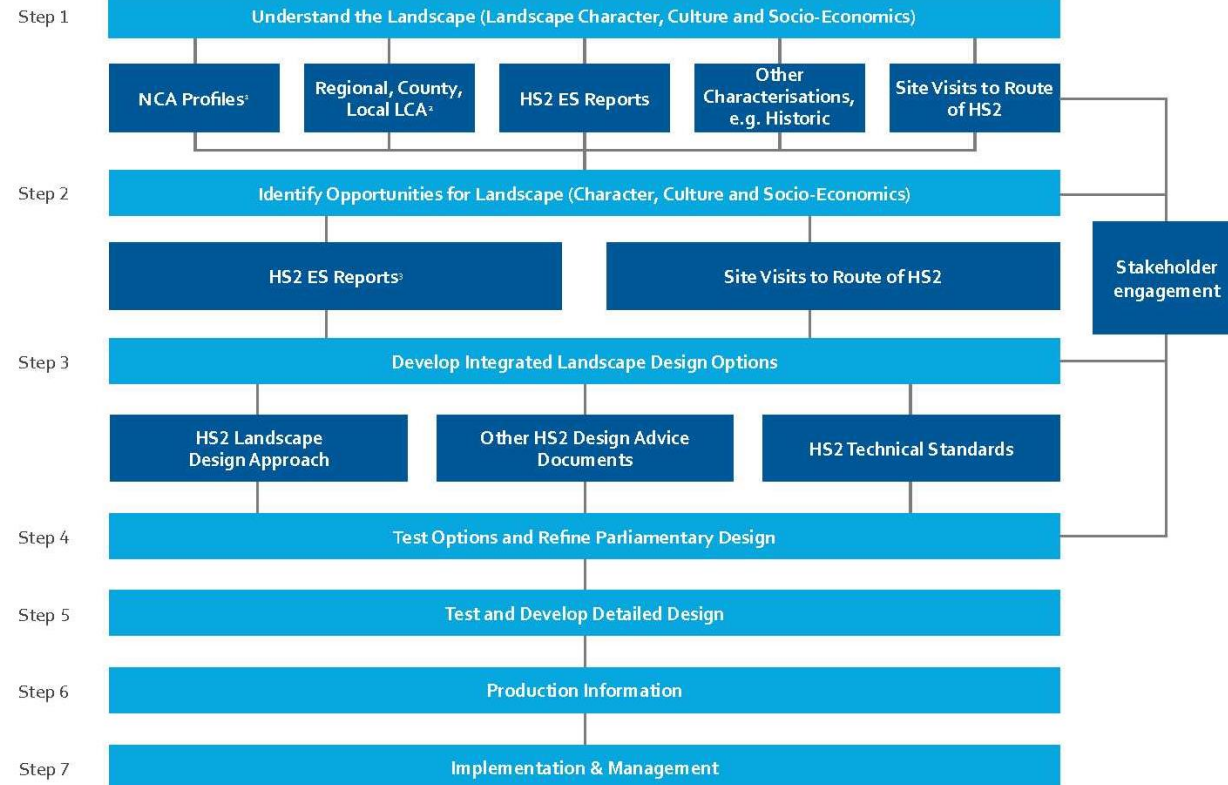 Step 1
Understand the Landscape (Landscape Character, Culture and Socio-Economics)
NCA Profiles¹
Regional, County,
Local LCA²
HS2 ES Reports
Other
Characterisations,
e.g. Historic
Site Visits to Route
of HS2
Step 2
Identify Opportunities for Landscape (Character, Culture and Socio-Economics)
HS2 ES Reports³
Site Visits to Route of HS2
Stakeholder
engagement
Step 3
Develop Integrated Landscape Design Options
HS2 Landscape
Design Approach
Other HS2 Design Advice
Documents
HS2 Technical Standards
Step 4
Test Options and Refine Parliamentary Design
Step 5
Test and Develop Detailed Design
Step 6
Production Information
Step 7
Implementation & Management